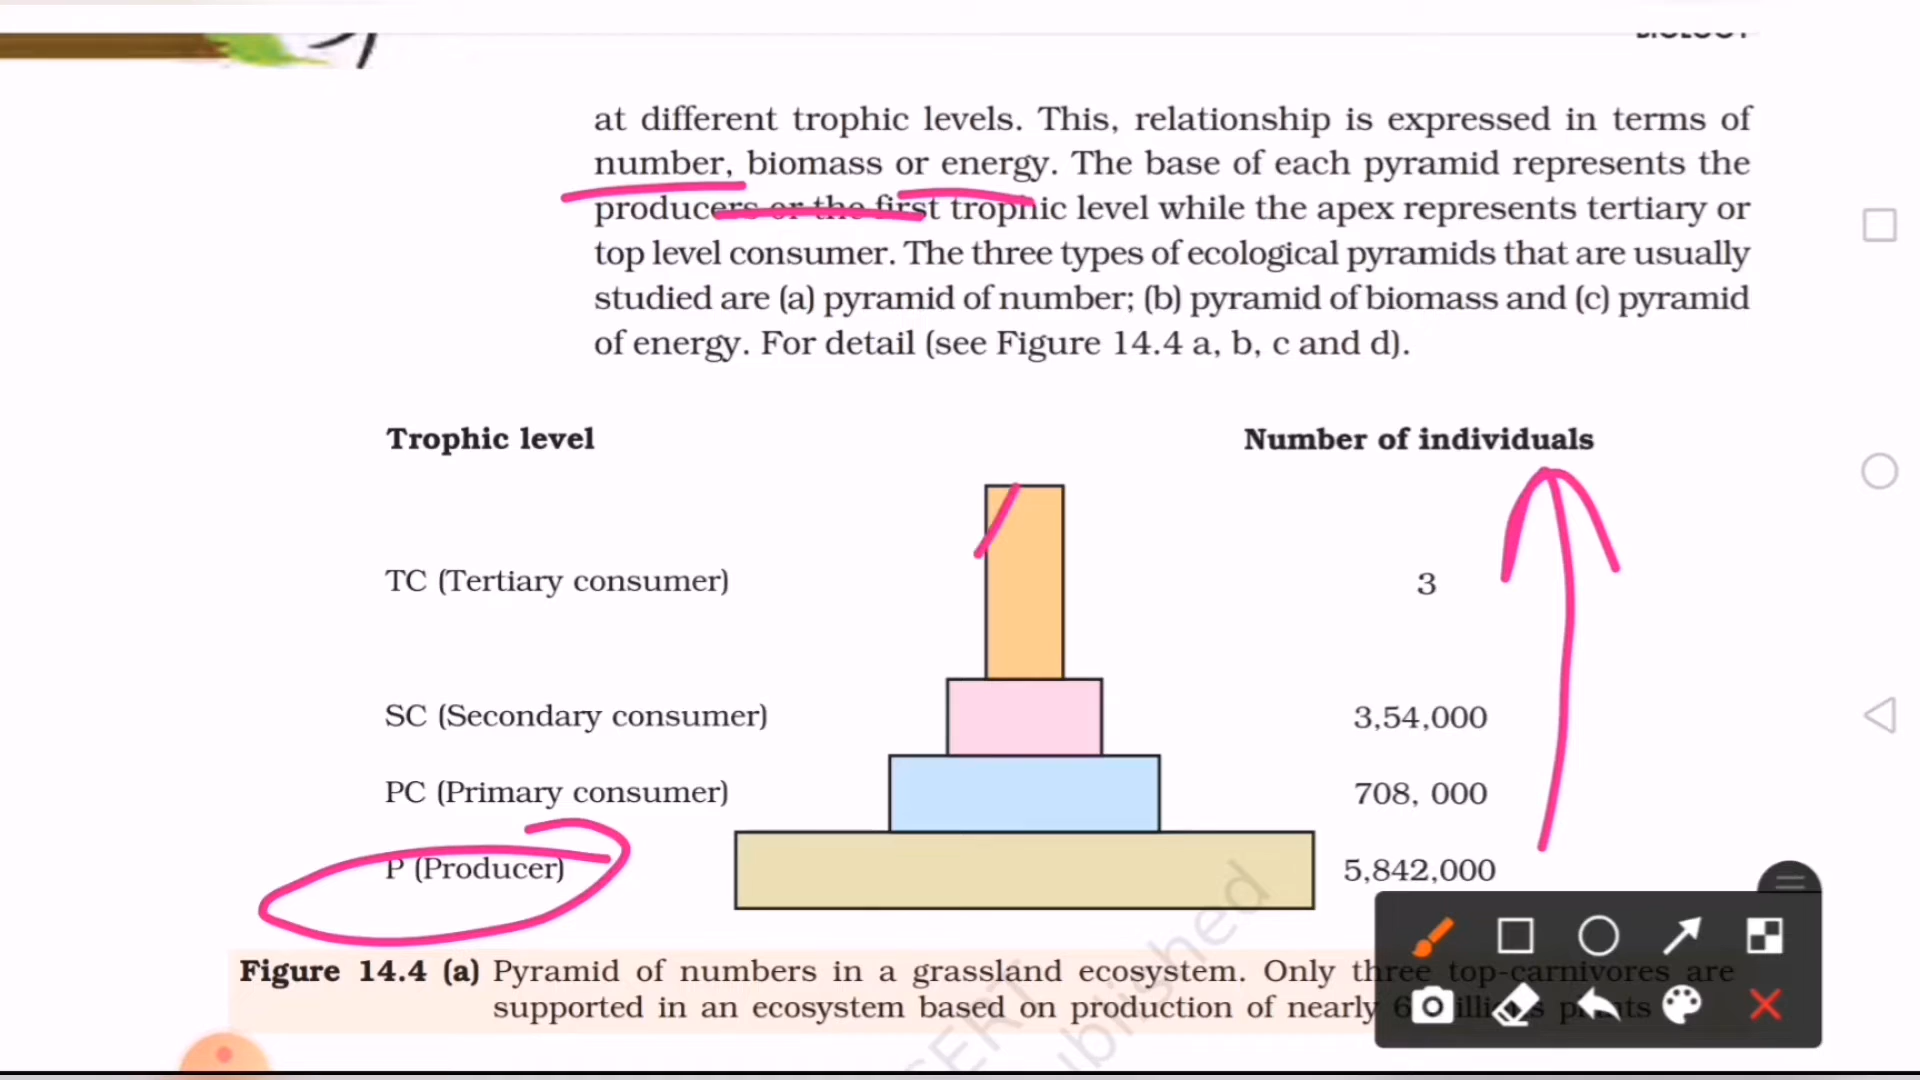 BIOLOGY
at different trophic levels. This, relationship is expressed in terms of
number, biomass or energy. The base of each pyramid represents the
producers or the first trophic level while the apex represents tertiary or
top level consumer. The three types of ecological pyramids that are usually
studied are (a) pyramid of number; (b) pyramid of biomass and (c) pyramid
of energy. For detail (see Figure 14.4 a, b, c and d).
Trophic level Number of individuals
TC (Tertiary consumer) 3
SC (Secondary consumer) 3,54,000
PC (Primary consumer) 708, 000
P (Producer) 5,842,000
Figure 14.4 (a) Pyramid of numbers in a grassland ecosystem. Only three top-carnivores are
supported in an ecosystem based on production of nearly 6 millions plants